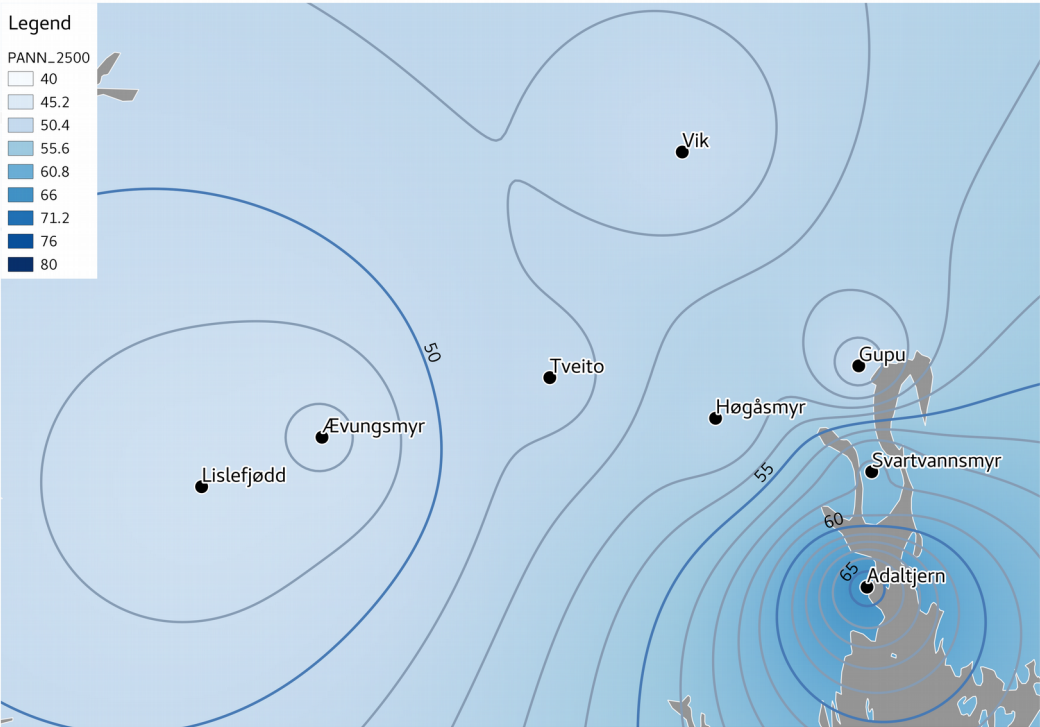 Legend
PANN_2500
40
45.2
50.4
55.6
60.8
66
71.2
76
80
Vik
50
Gupu
Tveito
Høgåsmyr
Ævungsmyr
Svartvannsmyr
55
Lislefjødd
60
65
Adaltjern